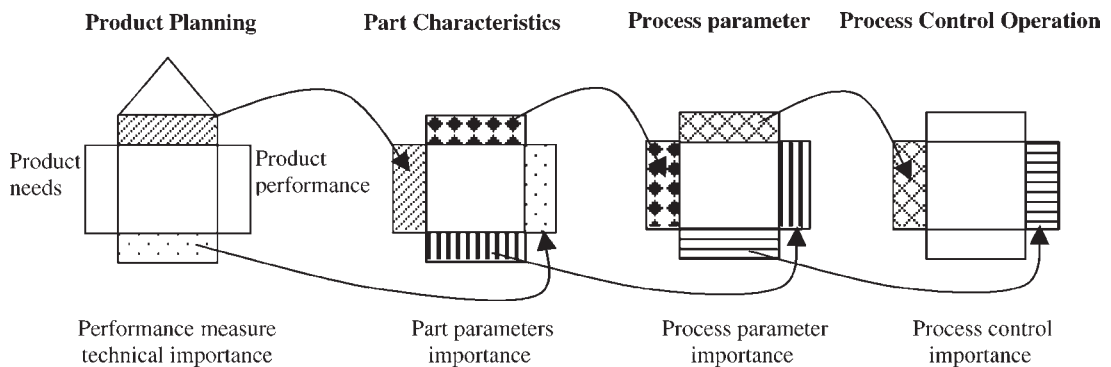 Product Planning
Part Characteristics
Process parameter
Process Control Operation
Product
needs
Product
performance
Performance measure
technical importance
Part parameters
importance
Process parameter
importance
Process control
importance